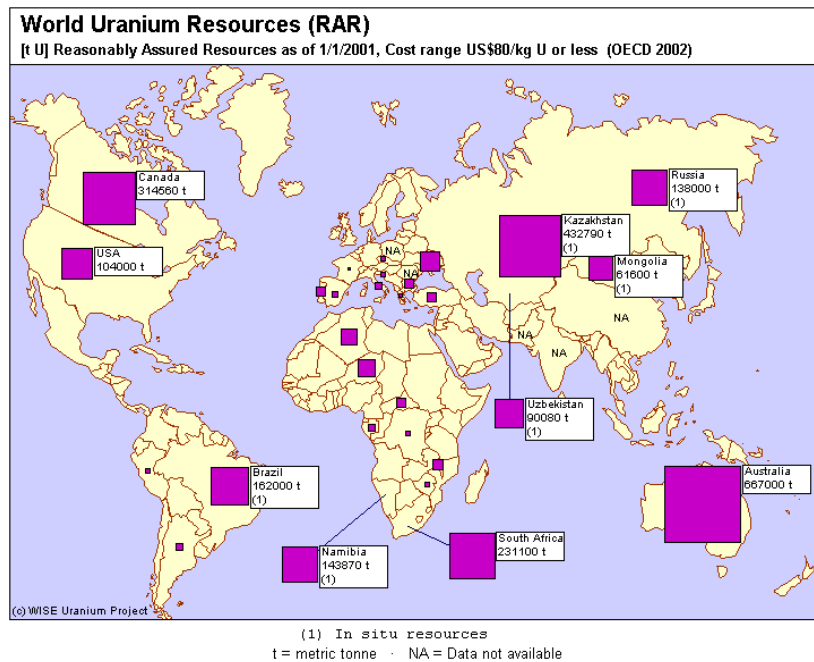 World Uranium Resources (RAR)
[t U] Reasonably Assured Resources as of 1/1/2001, Cost range US$80/kg U or less (OECD 2002)
Canada
314560 t
Russia
138000 t
(1)
USA
104000 t
Kazakhstan
432790 t
(1)
Mongolia
61600 t
(1)
NA
NA
NA
NA
NA
Uzbekistan
90080 t
(1)
Brazil
162000 t
(1)
Australia
667000 t
South Africa
231100 t
Namibia
143870 t
(1)
(c) WISE Uranium Project
(1) In situ resources
t = metric tonne · NA = Data not available